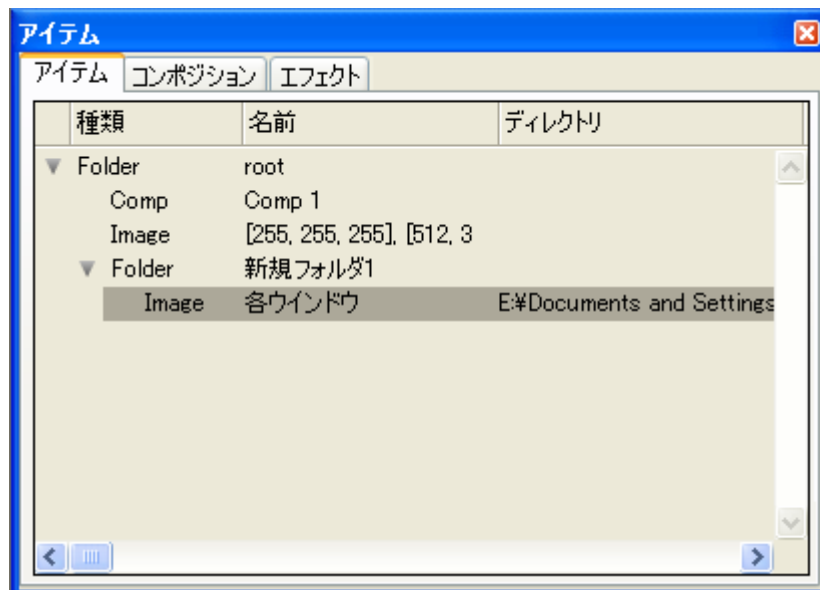 アイテム
アイテム コンポジション エフェクト
種類 名前 ディレクトリ
Folder root
Comp Comp 1
Image [255, 255, 255], [512, 3
Folder 新規フォルダ1
Image 各ウインドウ E:¥Documents and Settings